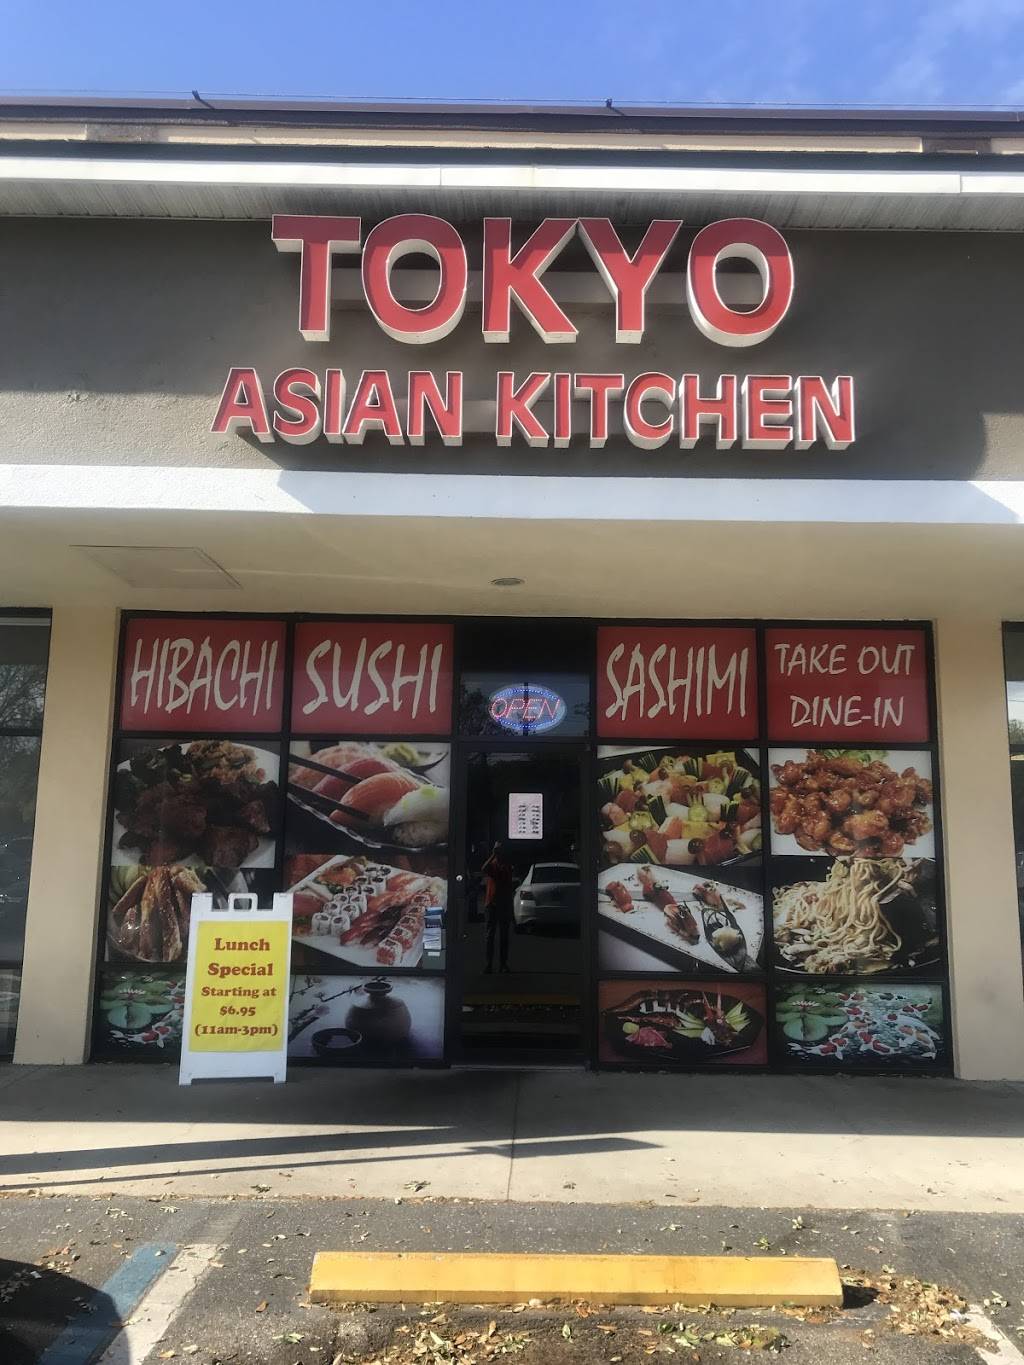 TOKYO
ASIAN KITCHEN
HIBACHI
SUSHI
OPEN
SASHIMI
TAKE OUT
DINE-IN
Lunch
Special
Starting at
$6.95
(11am-3pm)